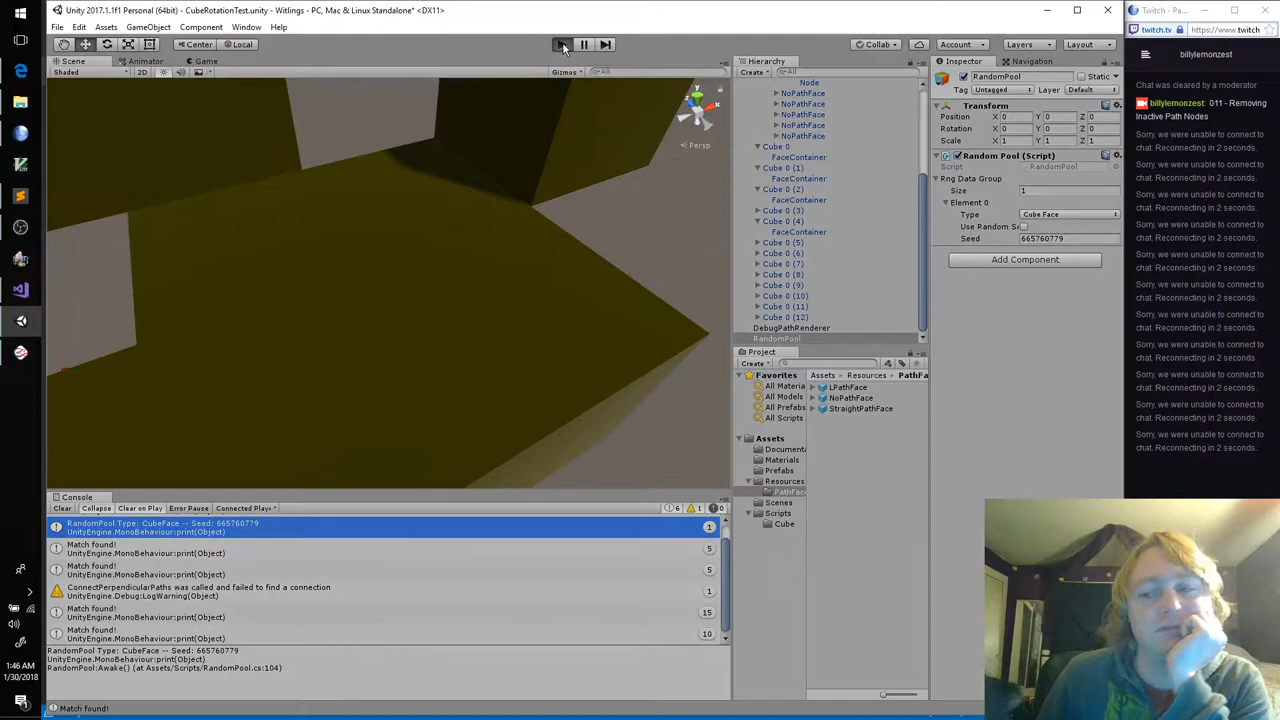 Unity 2017.1.1f1 Personal (64bit) - CubeRotationTest.unity - Witlings - PC, Mac & Linux Standalone* <DX11>
File Edit Assets GameObject Component Window Help
Center Local
Collab Account Layers Layout
Scene Animator Game
Shaded 2D Gizmos All
Persp
Hierarchy
Create All
Node
NoPathFace
NoPathFace
NoPathFace
NoPathFace
NoPathFace
Cube 0
FaceContainer
Cube 0 (1)
FaceContainer
Cube 0 (2)
FaceContainer
Cube 0 (3)
Cube 0 (4)
FaceContainer
Cube 0 (5)
Cube 0 (6)
Cube 0 (7)
Cube 0 (8)
Cube 0 (9)
Cube 0 (10)
Cube 0 (11)
Cube 0 (12)
DebugPathRenderer
RandomPool
Project
Create
Favorites
All Materia
All Models
All Prefabs
All Scripts
Assets
Documenta
Materials
Prefabs
Resources
PathFac
Scenes
Scripts
Cube
Assets Resources PathFa
LPathFace
NoPathFace
StraightPathFace
Inspector Navigation
RandomPool Static
Tag Untagged Layer Default
Transform
Position X 0 Y 0 Z 0
Rotation X 0 Y 0 Z 0
Scale X 1 Y 1 Z 1
Random Pool (Script)
Script RandomPool
Rng Data Group
Size 1
Element 0
Type Cube Face
Use Random S
Seed 665760779
Add Component
Console
Clear Collapse Clear on Play Error Pause Connected Playe 6 1 0
RandomPool Type: CubeFace -- Seed: 665760779
UnityEngine.MonoBehaviour:print(Object) 1
Match found!
UnityEngine.MonoBehaviour:print(Object) 5
Match found!
UnityEngine.MonoBehaviour:print(Object) 5
ConnectPerpendicularPaths was called and failed to find a connection
UnityEngine.Debug:LogWarning(Object) 1
Match found!
UnityEngine.MonoBehaviour:print(Object) 15
Match found!
UnityEngine.MonoBehaviour:print(Object) 10
RandomPool Type: CubeFace -- Seed: 665760779
UnityEngine.MonoBehaviour:print(Object)
RandomPool:Awake() (at Assets/Scripts/RandomPool.cs:104)
Match found!
1:46 AM
1/30/2018
Twitch - P
twitch.tv https://www.twitch
billylemonzest
Chat was cleared by a moderator
billylemonzest: 011 - Removing
Inactive Path Nodes
Sorry, we were unable to connect to
chat. Reconnecting in 2 seconds.
Sorry, we were unable to connect to
chat. Reconnecting in 2 seconds.
Sorry, we were unable to connect to
chat. Reconnecting in 2 seconds.
Sorry, we were unable to connect to
chat. Reconnecting in 2 seconds.
Sorry, we were unable to connect to
chat. Reconnecting in 2 seconds.
Sorry, we were unable to connect to
chat. Reconnecting in 2 seconds.
Sorry, we were unable to connect to
chat. Reconnecting in 2 seconds.
Sorry, we were unable to connect to
chat. Reconnecting in 2 seconds.
Sorry, we were unable to connect to
chat. Reconnecting in 2 seconds.
Sorry, we were unable to connect to
chat. Reconnecting in 2 seconds.
Sorry, we were unable to connect to
chat. Reconnecting in 2 seconds.